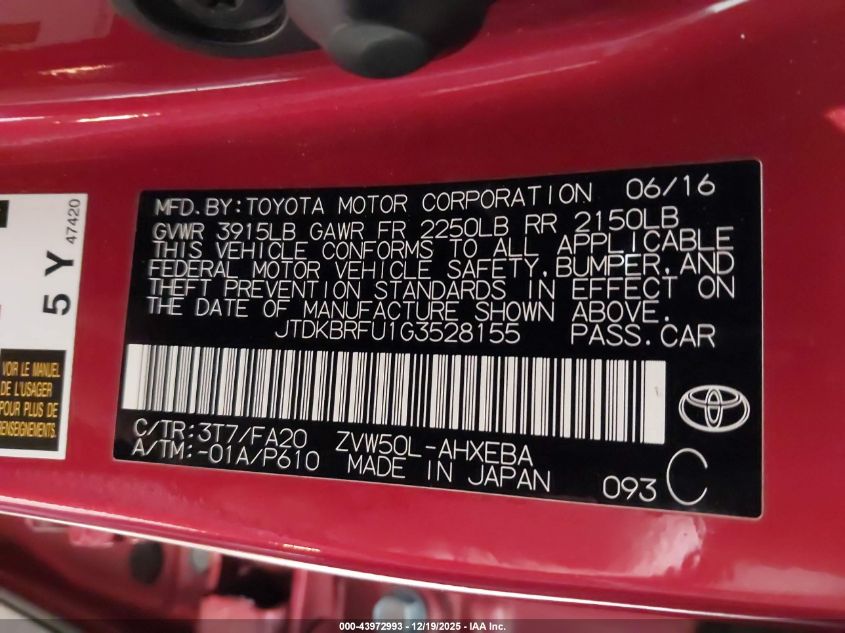 MFD.BY:TOYOTA MOTOR CORPORATION 06/16
GVWR 3915LB GAWR FR 2250LB RR 2150LB
THIS VEHICLE CONFORMS TO ALL APPLICABLE
FEDERAL MOTOR VEHICLE SAFETY,BUMPER,AND
THEFT PREVENTION STANDARDS IN EFFECT ON
THE DATE OF MANUFACTURE SHOWN ABOVE.
JTDKBRFU1G3528155 PASS.CAR
C/TR:3T7/FA20 ZVW50L-AHXEBA
A/TM:-01A/P610 MADE IN JAPAN
093 C
5 Y
47420
VOIR LE MANUEL
DE L'USAGER
POUR PLUS DE
RENSEIGNEMENTS.
000-43972993 - 12/19/2025 - IAA Inc.